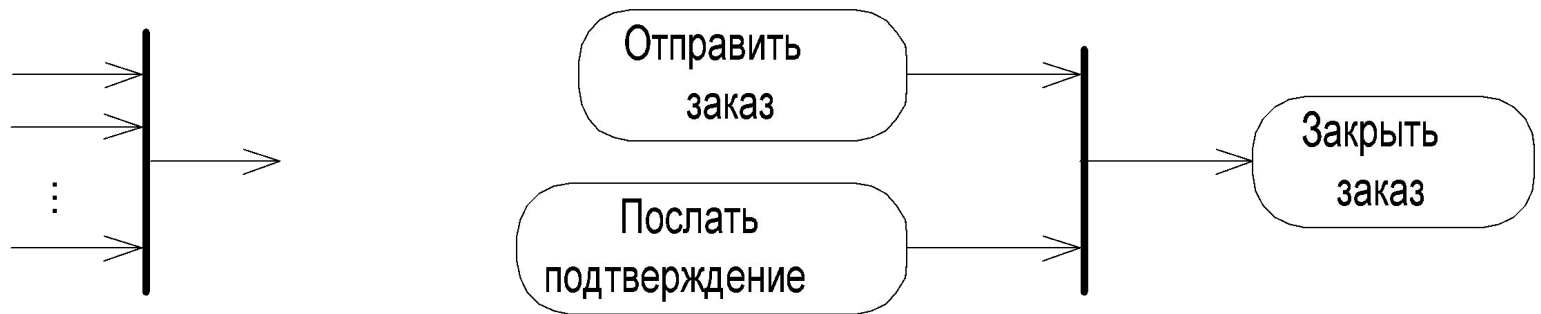 Отправить
заказ
Послать
подтверждение
Закрыть
заказ